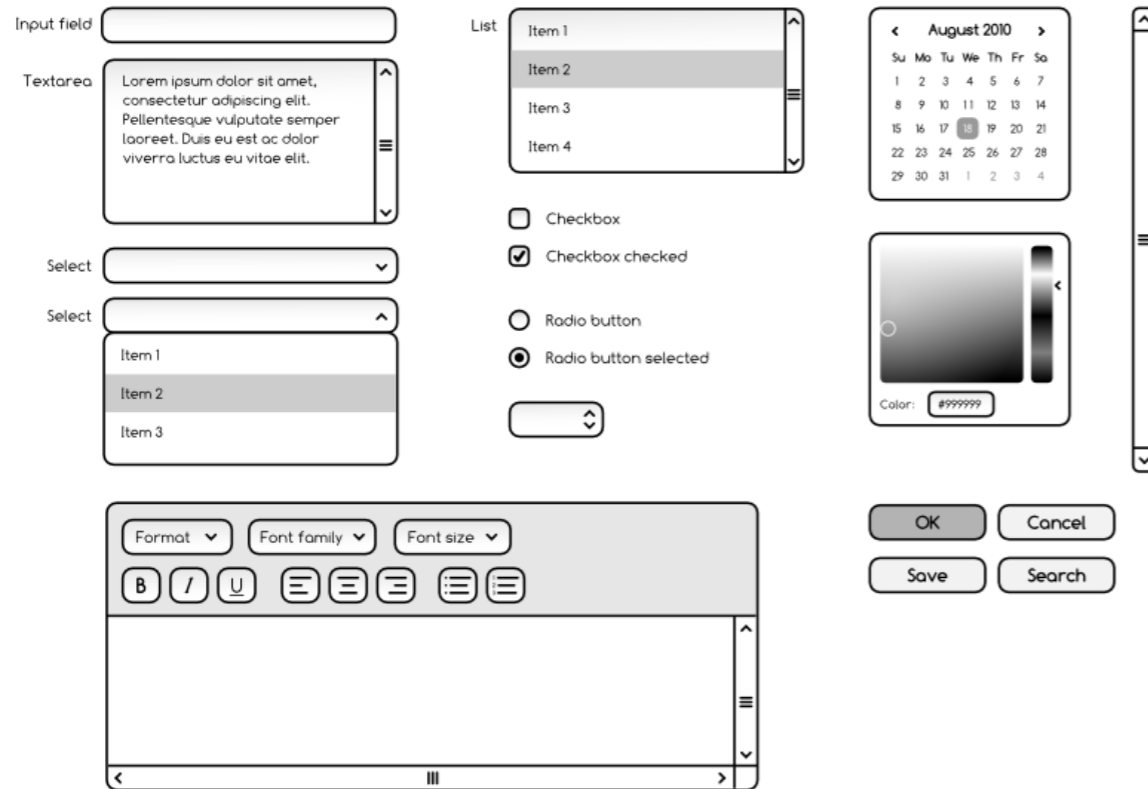 Input field
Textarea
Lorem ipsum dolor sit amet,
consectetur adipiscing elit.
Pellentesque vulputate semper
laoreet. Duis eu est ac dolor
viverra luctus eu vitae elit.
Select
Select
Item 1
Item 2
Item 3
List
Item 1
Item 2
Item 3
Item 4
Checkbox
Checkbox checked
Radio button
Radio button selected
August 2010
Su Mo Tu We Th Fr Sa
1 2 3 4 5 6 7
8 9 10 11 12 13 14
15 16 17 18 19 20 21
22 23 24 25 26 27 28
29 30 31 1 2 3 4
Color: #999999
Format Font family Font size
B I U
OK Cancel
Save Search